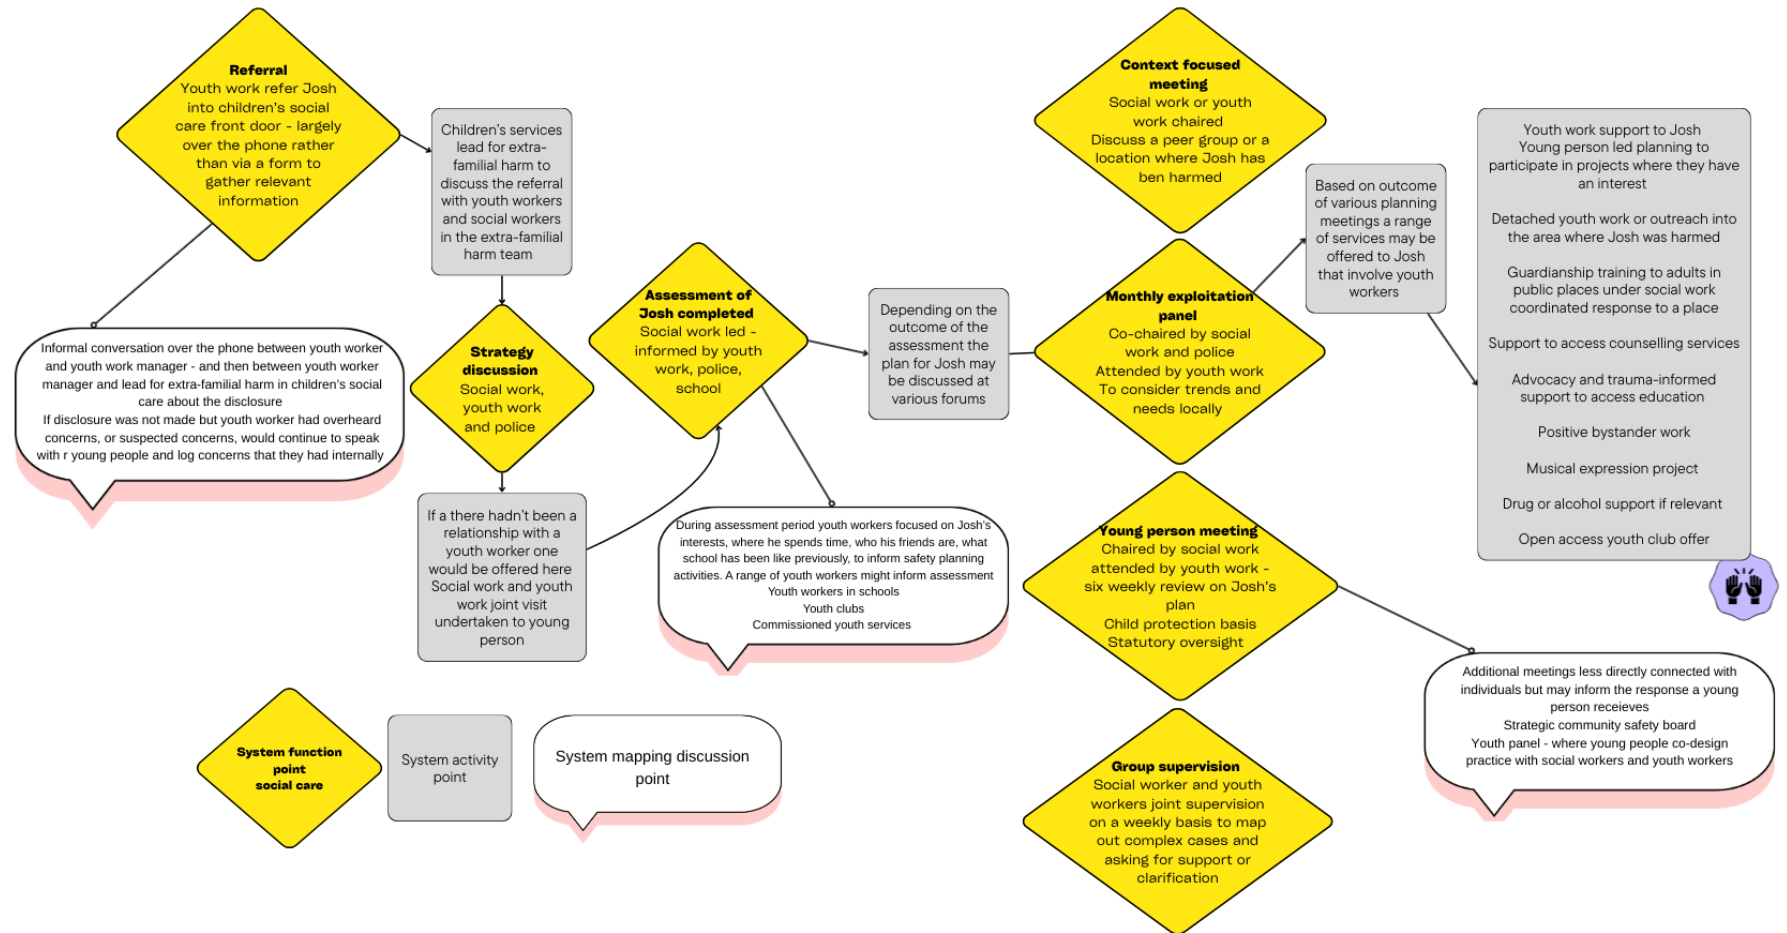 Referral
Youth work refer Josh
into children's social
care front door - largely
over the phone rather
than via a form to
gather relevant
information
Children's services
lead for extra-
familial harm to
discuss the referral
with youth workers
and social workers
in the extra-familial
harm team
Informal conversation over the phone between youth worker
and youth work manager - and then between youth worker
manager and lead for extra-familial harm in children's social
care about the disclosure
If disclosure was not made but youth worker had overheard
concerns, or suspected concerns, would continue to speak
with r young people and log concerns that they had internally
Strategy
discussion
Social work,
youth work
and police
If a there hadn't been a
relationship with a
youth worker one
would be offered here
Social work and youth
work joint visit
undertaken to young
person
Assessment of
Josh completed
Social work led -
informed by youth
work, police,
school
During assessment period youth workers focused on Josh's
interests, where he spends time, who his friends are, what
school has been like previously, to inform safety planning
activities. A range of youth workers might inform assessment
Youth workers in schools
Youth clubs
Commissioned youth services
Depending on the
outcome of the
assessment the
plan for Josh may
be discussed at
various forums
Context focused
meeting
Social work or youth
work chaired
Discuss a peer group or a
location where Josh has
ben harmed
Monthly exploitation
panel
Co-chaired by social
work and police
Attended by youth work
To consider trends and
needs locally
Young person meeting
Chaired by social work
attended by youth work -
six weekly review on Josh's
plan
Child protection basis
Statutory oversight
Group supervision
Social worker and youth
workers joint supervision
on a weekly basis to map
out complex cases and
asking for support or
clarification
Based on outcome
of various planning
meetings a range
of services may be
offered to Josh
that involve youth
workers
Youth work support to Josh
Young person led planning to
participate in projects where they have
an interest
Detached youth work or outreach into
the area where Josh was harmed
Guardianship training to adults in
public places under social work
coordinated response to a place
Support to access counselling services
Advocacy and trauma-informed
support to access education
Positive bystander work
Musical expression project
Drug or alcohol support if relevant
Open access youth club offer
Additional meetings less directly connected with
individuals but may inform the response a young
person receieves
Strategic community safety board
Youth panel - where young people co-design
practice with social workers and youth workers
System function
point
social care
System activity
point
System mapping discussion
point